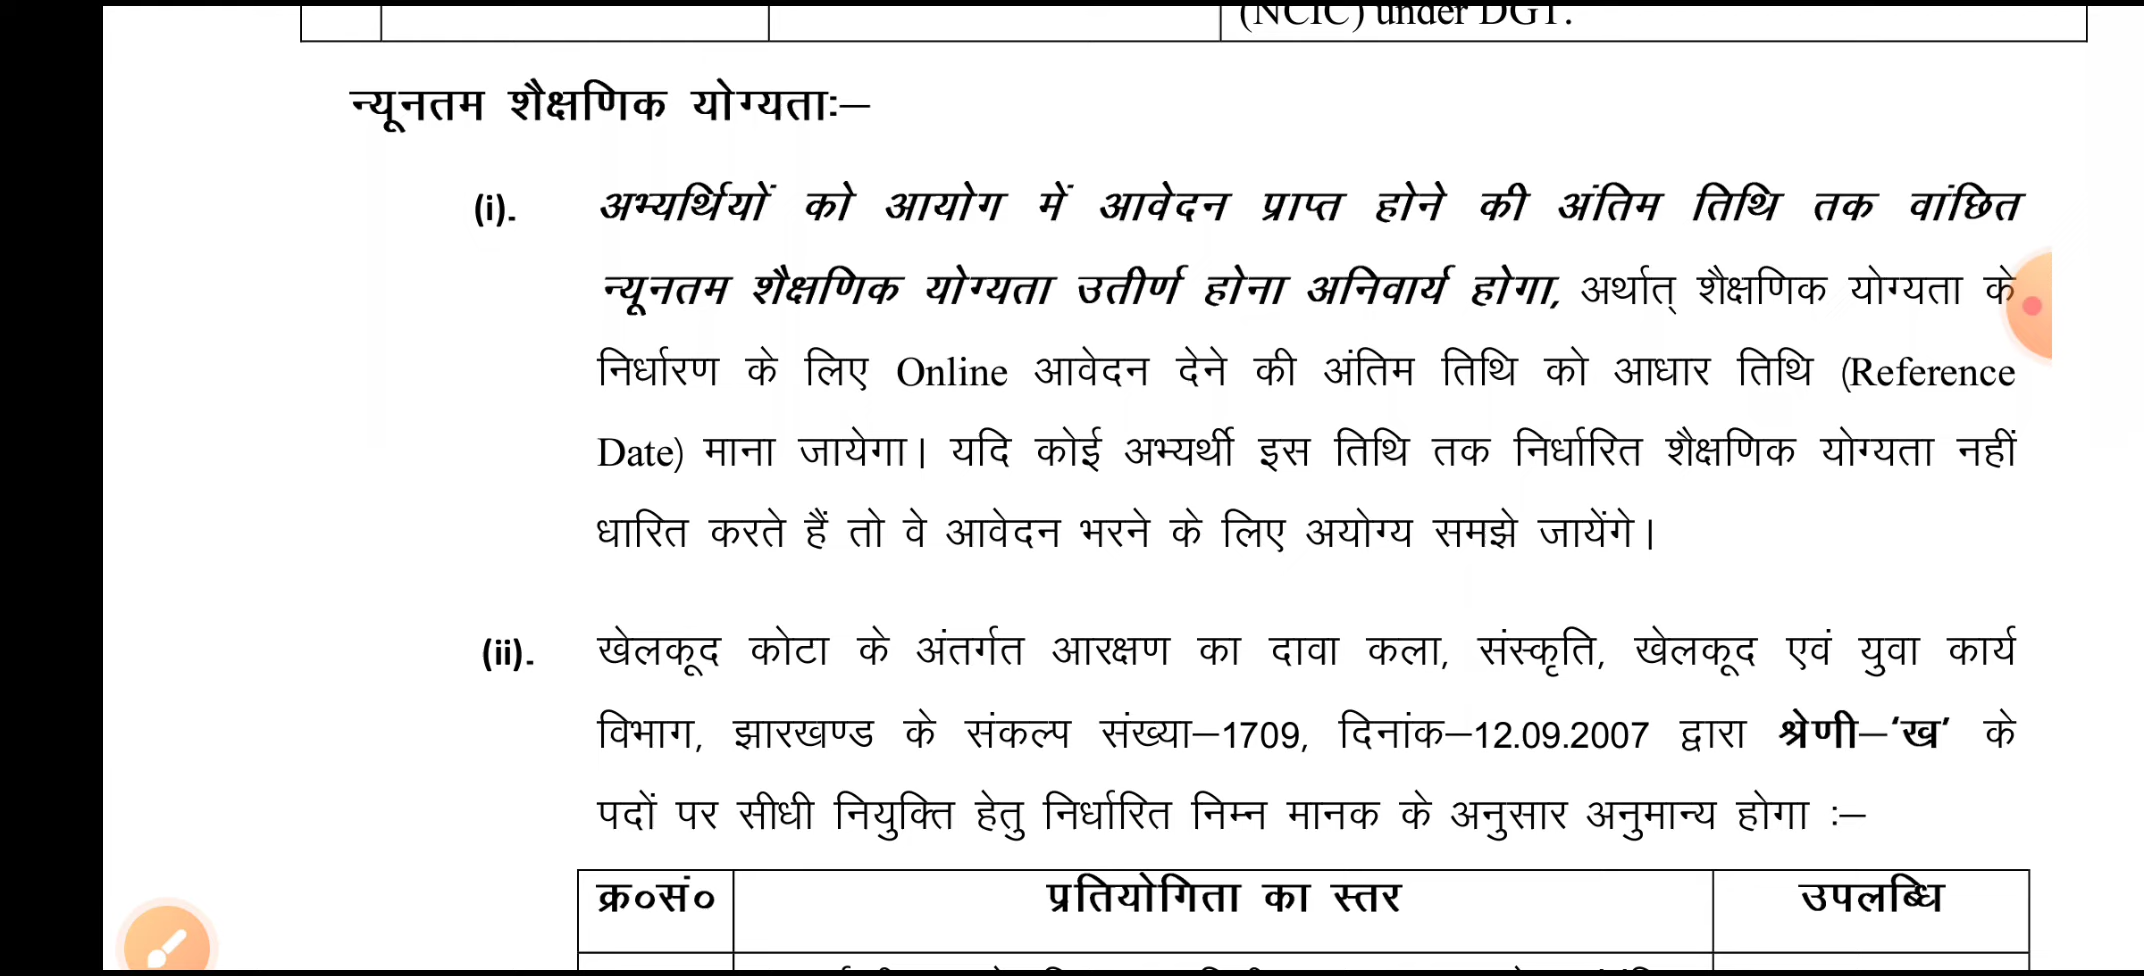 (NCIC) under DGT.
न्यूनतम शैक्षणिक योग्यताः—
(i). अभ्यर्थियों को आयोग में आवेदन प्राप्त होने की अंतिम तिथि तक वांछित
न्यूनतम शैक्षणिक योग्यता उतीर्ण होना अनिवार्य होगा, अर्थात् शैक्षणिक योग्यता के
निर्धारण के लिए Online आवेदन देने की अंतिम तिथि को आधार तिथि (Reference
Date) माना जायेगा। यदि कोई अभ्यर्थी इस तिथि तक निर्धारित शैक्षणिक योग्यता नहीं
धारित करते हैं तो वे आवेदन भरने के लिए अयोग्य समझे जायेंगे।
(ii). खेलकूद कोटा के अंतर्गत आरक्षण का दावा कला, संस्कृति, खेलकूद एवं युवा कार्य
विभाग, झारखण्ड के संकल्प संख्या—1709, दिनांक—12.09.2007 द्वारा श्रेणी—‘ख’ के
पदों पर सीधी नियुक्ति हेतु निर्धारित निम्न मानक के अनुसार अनुमान्य होगा :—
क्र०सं० प्रतियोगिता का स्तर उपलब्धि